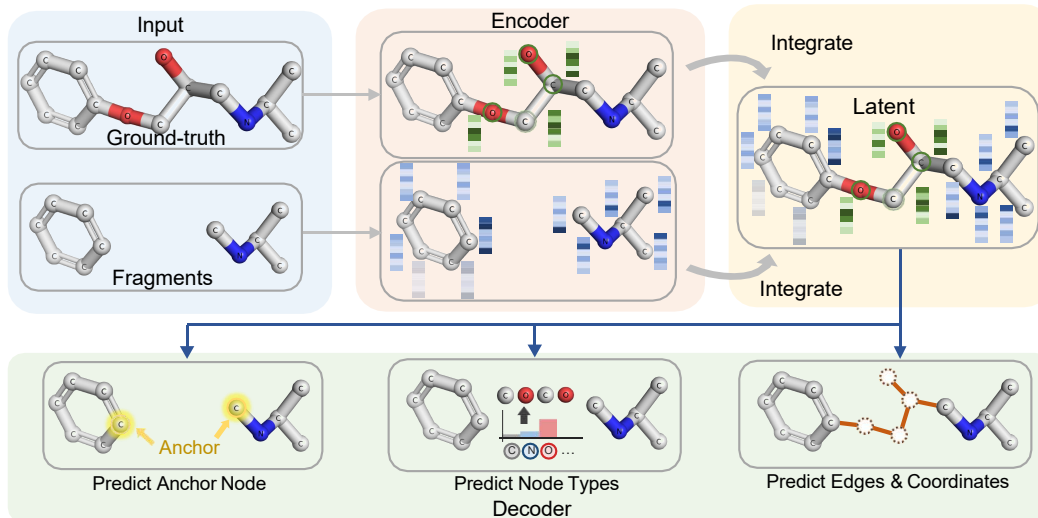 Input
Encoder
Integrate
Latent
Ground-truth
Fragments
Integrate
Anchor
C O C O
C N O ...
Predict Anchor Node
Predict Node Types
Predict Edges & Coordinates
Decoder